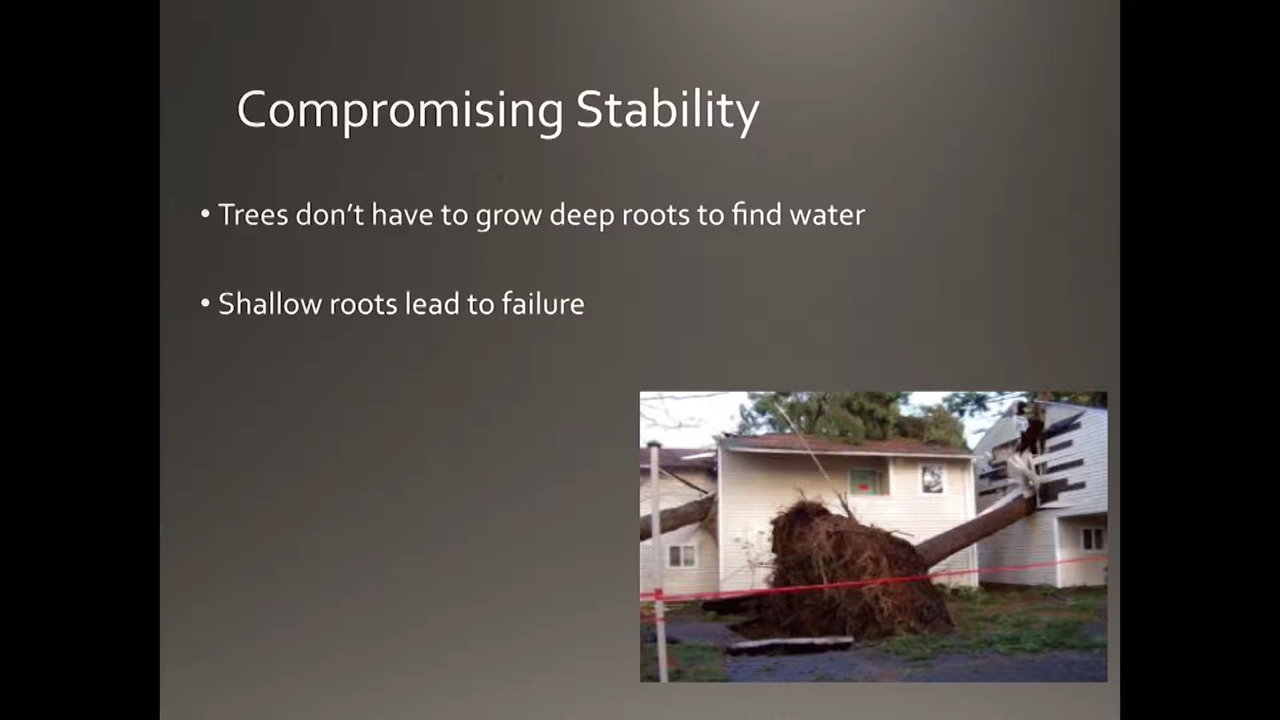 Compromising Stability
• Trees don't have to grow deep roots to find water
• Shallow roots lead to failure